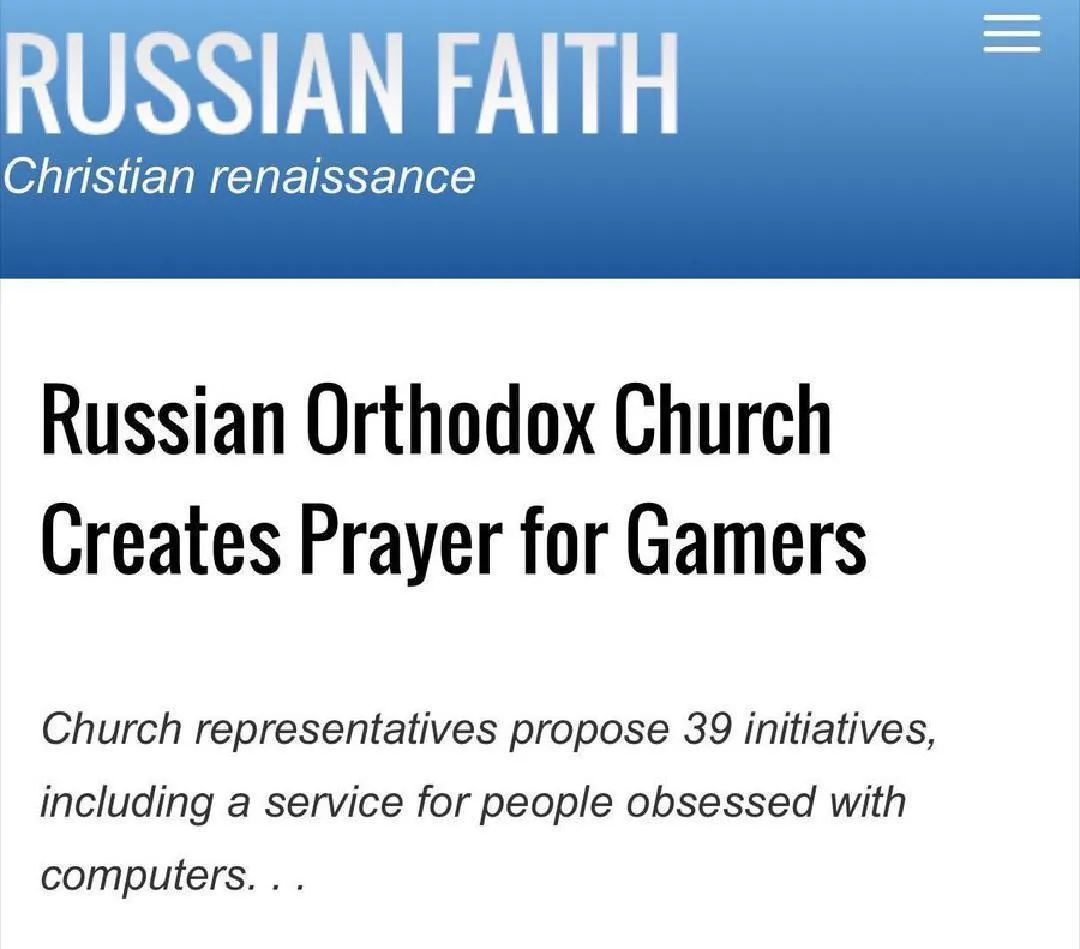 RUSSIAN FAITH
Christian renaissance
Russian Orthodox Church
Creates Prayer for Gamers
Church representatives propose 39 initiatives,
including a service for people obsessed with
computers. . .